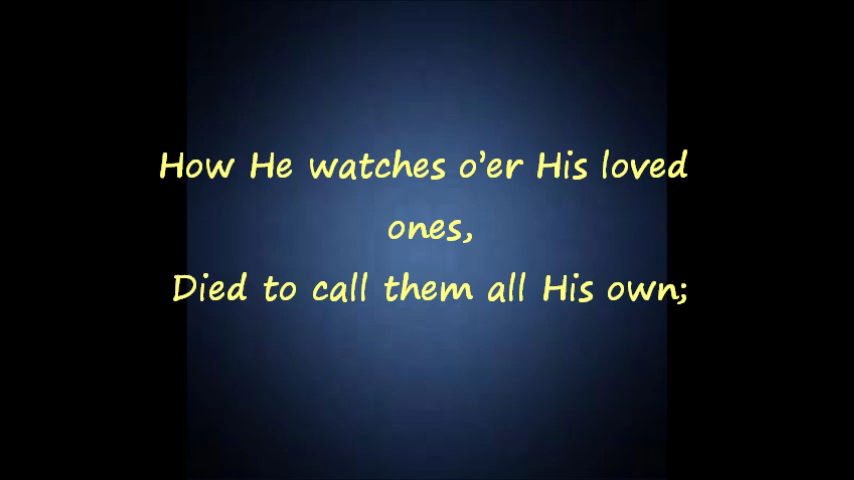 How He watches o’er His loved
ones,
Died to call them all His own;